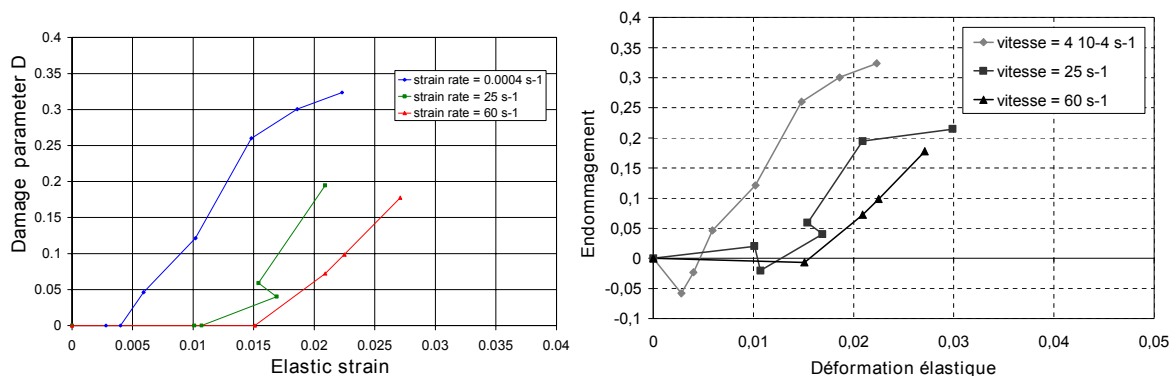 Damage parameter D
0.4
0.35
0.3
0.25
0.2
0.15
0.1
0.05
0
0 0.005 0.01 0.015 0.02 0.025 0.03 0.035 0.04
Elastic strain
strain rate = 0.0004 s-1
strain rate = 25 s-1
strain rate = 60 s-1
Endommagement
0,4
0,35
0,3
0,25
0,2
0,15
0,1
0,05
0
-0,05
-0,1
0 0,01 0,02 0,03 0,04 0,05
Déformation élastique
vitesse = 4 10-4 s-1
vitesse = 25 s-1
vitesse = 60 s-1